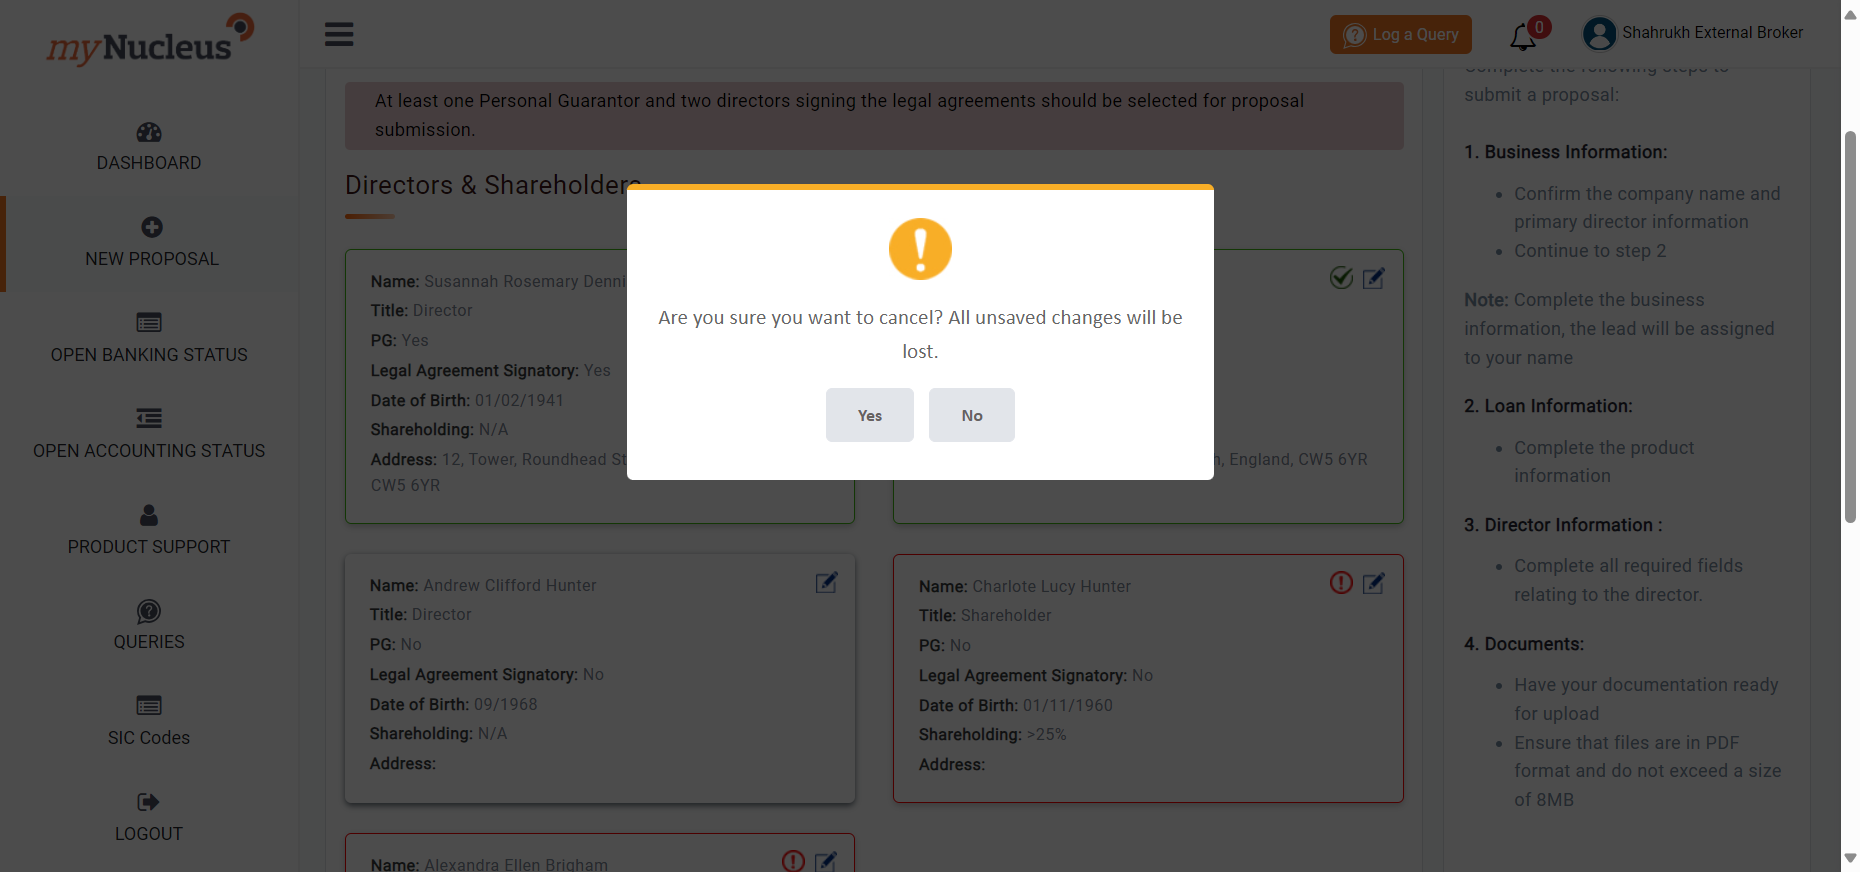 myNucleus
DASHBOARD
NEW PROPOSAL
OPEN BANKING STATUS
OPEN ACCOUNTING STATUS
PRODUCT SUPPORT
QUERIES
SIC Codes
LOGOUT
Log a Query
0
Shahrukh External Broker
At least one Personal Guarantor and two directors signing the legal agreements should be selected for proposal
submission.
Directors & Shareholders
Name: Susannah Rosemary Denni
Title: Director
PG: Yes
Legal Agreement Signatory: Yes
Date of Birth: 01/02/1941
Shareholding: N/A
Address: 12, Tower, Roundhead St
CW5 6YR
h, England, CW5 6YR
Are you sure you want to cancel? All unsaved changes will be
lost.
Yes
No
Name: Andrew Clifford Hunter
Title: Director
PG: No
Legal Agreement Signatory: No
Date of Birth: 09/1968
Shareholding: N/A
Address:
Name: Charlote Lucy Hunter
Title: Shareholder
PG: No
Legal Agreement Signatory: No
Date of Birth: 01/11/1960
Shareholding: >25%
Address:
Name: Alexandra Ellen Brigham
Complete the following steps to
submit a proposal:
1. Business Information:
Confirm the company name and
primary director information
Continue to step 2
Note: Complete the business
information, the lead will be assigned
to your name
2. Loan Information:
Complete the product
information
3. Director Information :
Complete all required fields
relating to the director.
4. Documents:
Have your documentation ready
for upload
Ensure that files are in PDF
format and do not exceed a size
of 8MB